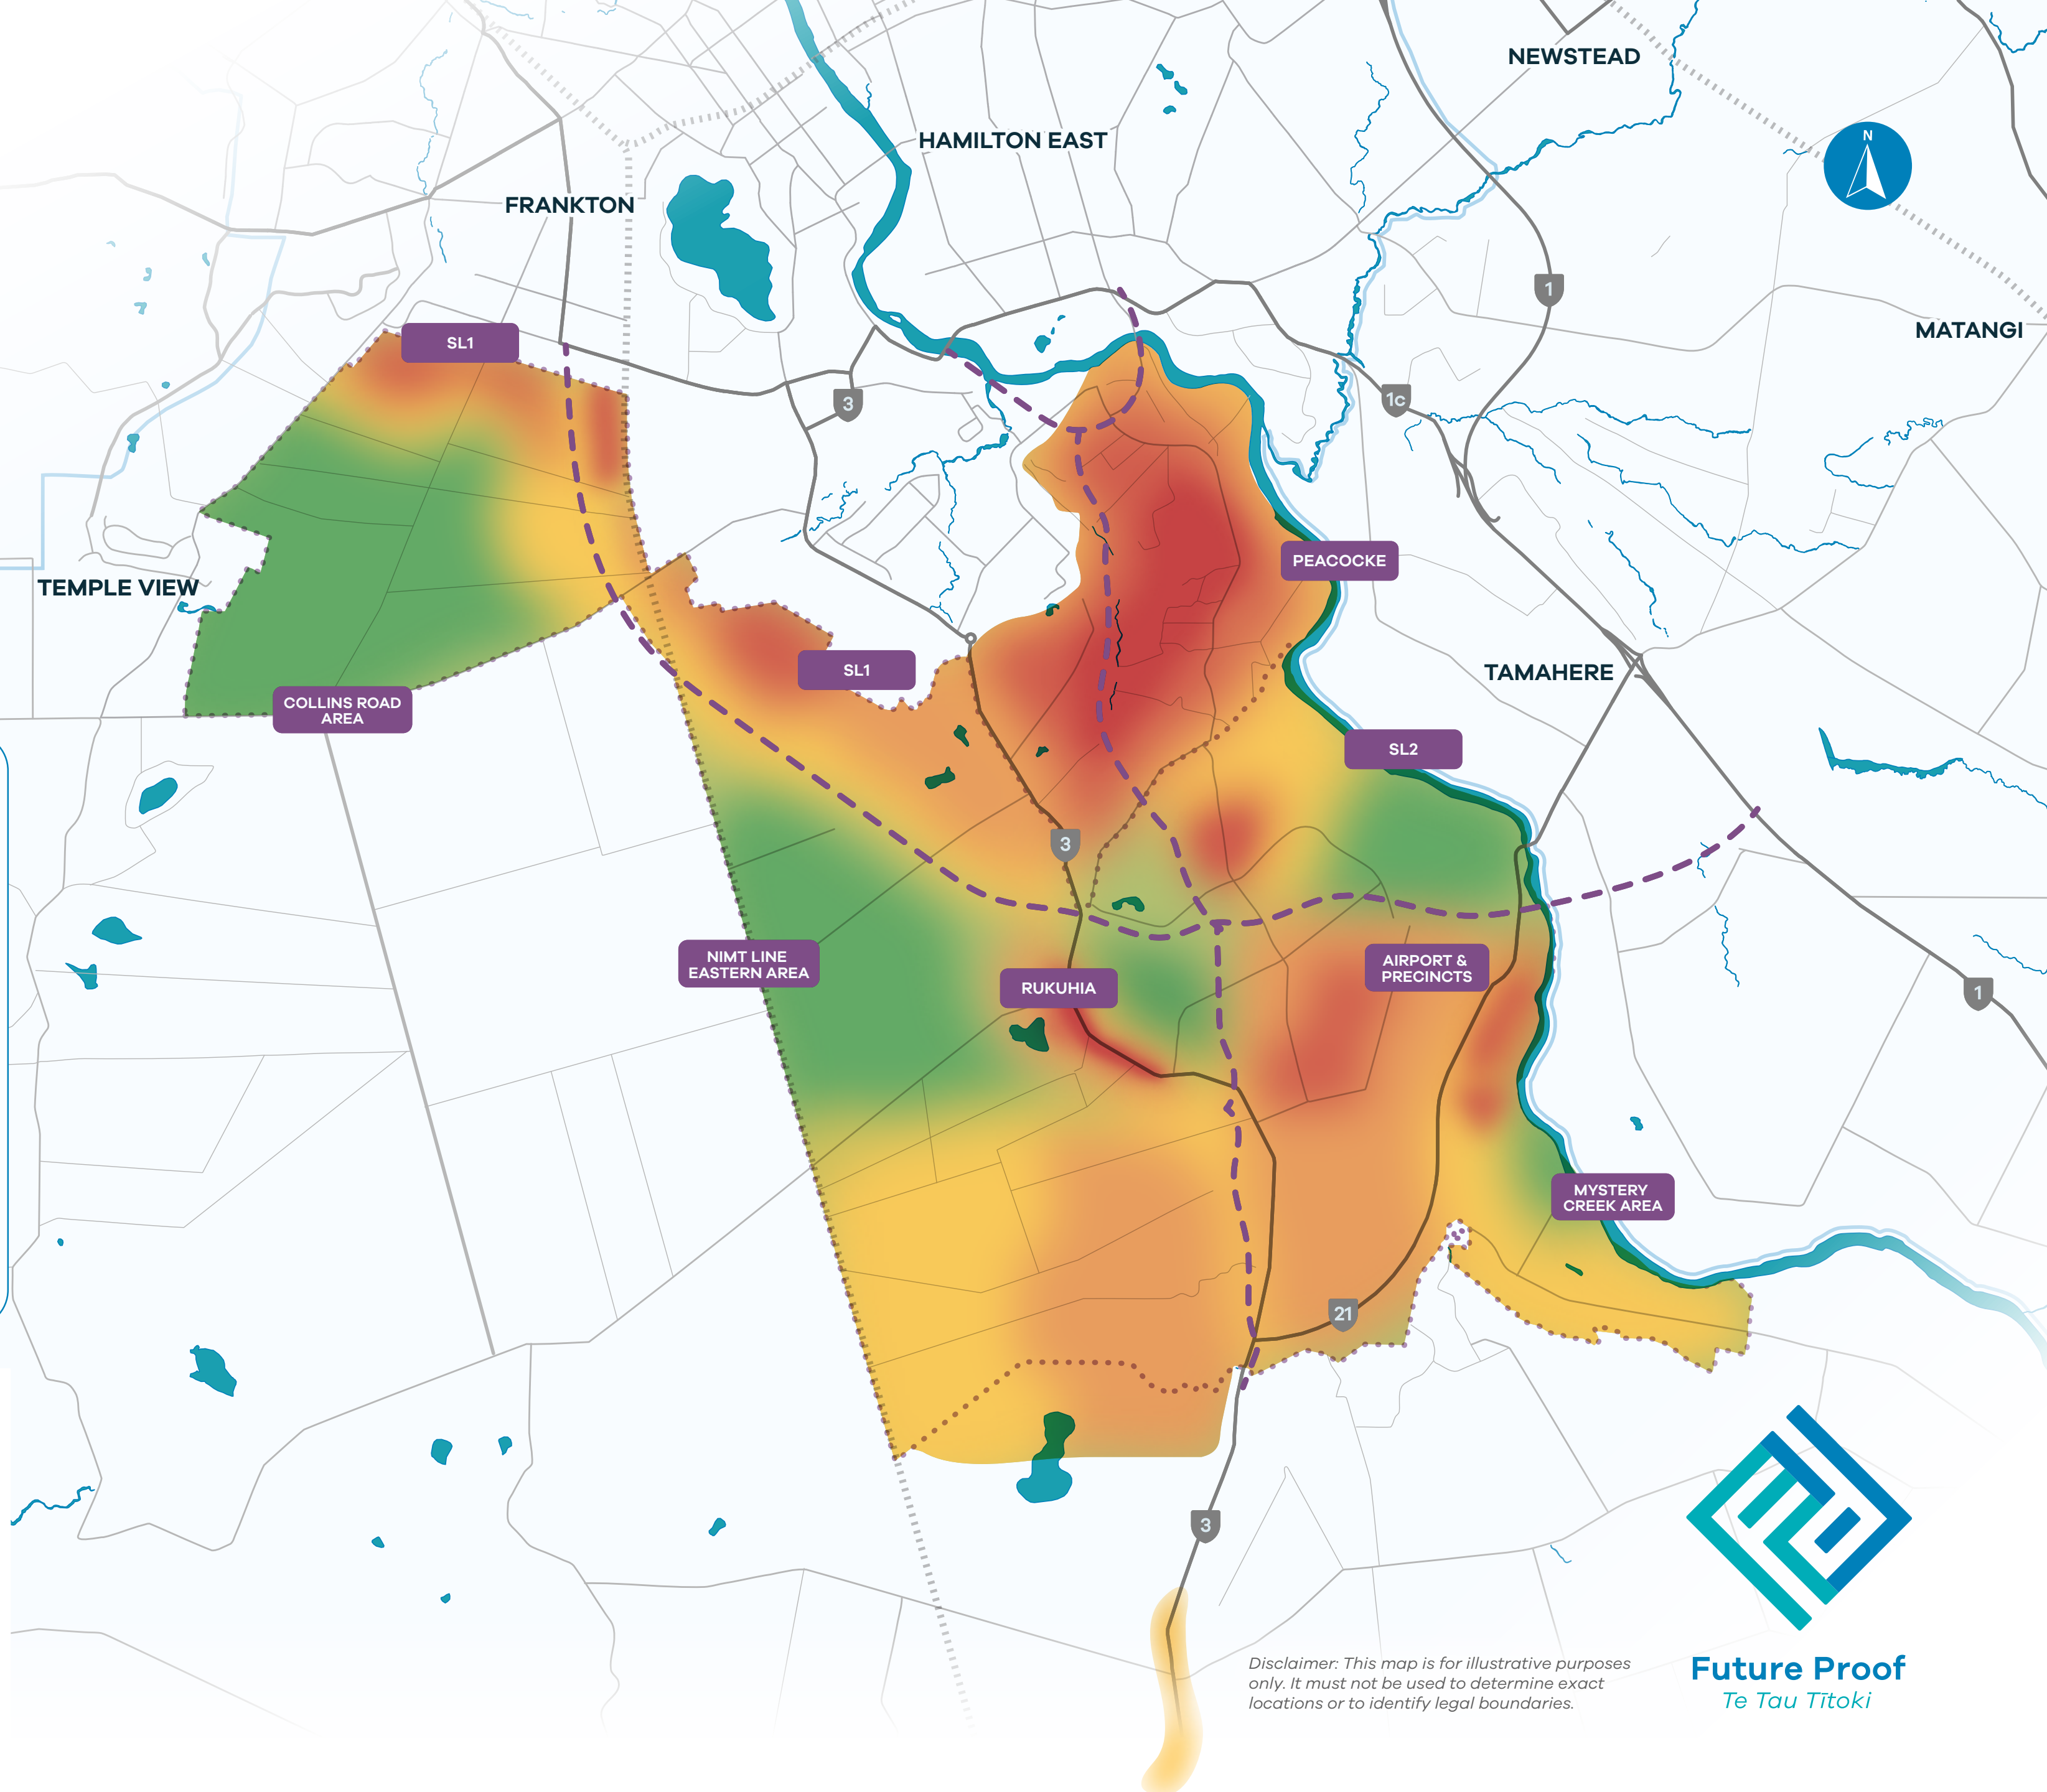 NEWSTEAD
HAMILTON EAST
N
FRANKTON
1
MATANGI
SL1
3
1c
PEACOCKE
TEMPLE VIEW
SL1
TAMAHERE
COLLINS ROAD
AREA
SL2
3
NIMT LINE
EASTERN AREA
AIRPORT &
PRECINCTS
RUKUHIA
1
MYSTERY
CREEK AREA
21
3
Disclaimer: This map is for illustrative purposes
only. It must not be used to determine exact
locations or to identify legal boundaries.
Future Proof
Te Tau Tītoki